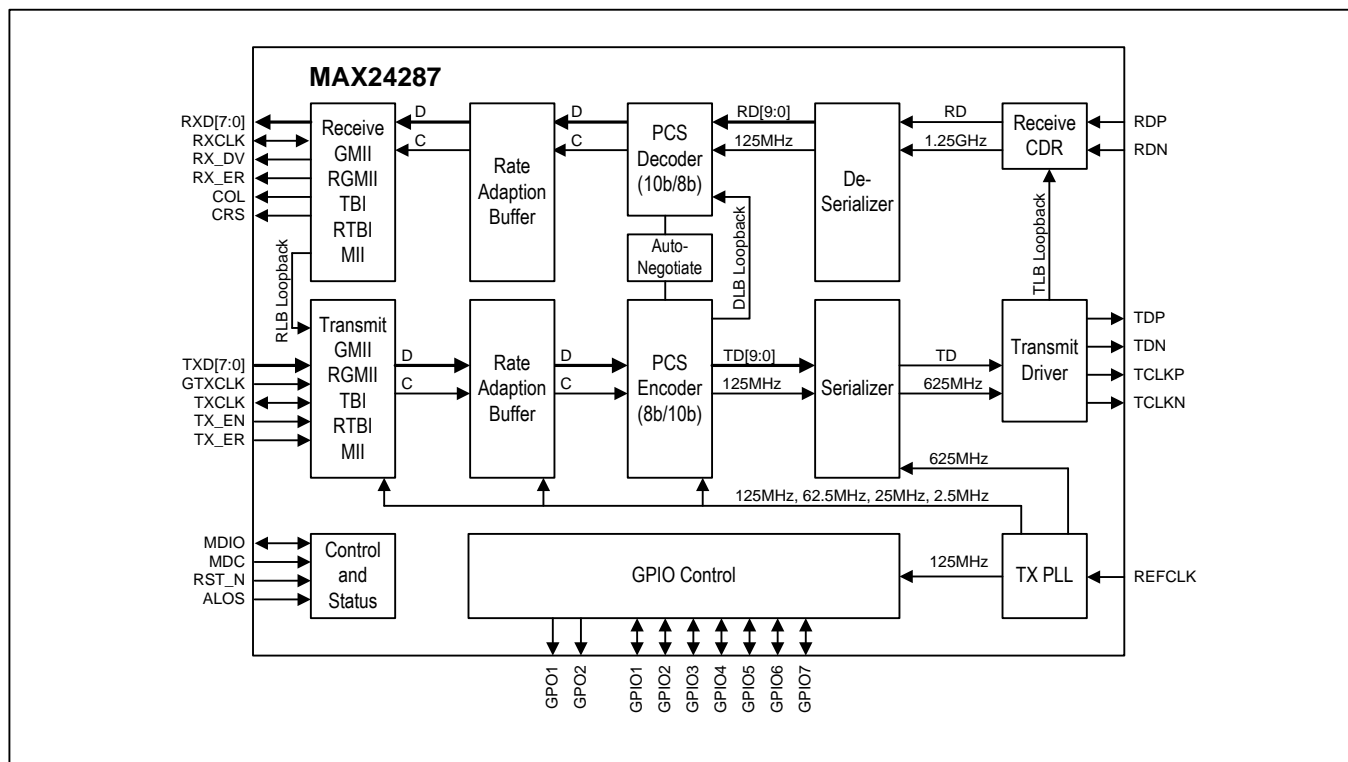 MAX24287
RXD[7:0]
RXCLK
RX_DV
RX_ER
COL
CRS
Receive
GMII
RGMII
TBI
RTBI
MII
D
C
Rate
Adaption
Buffer
D
C
PCS
Decoder
(10b/8b)
RD[9:0]
125MHz
De-
Serializer
RD
1.25GHz
Receive
CDR
RDP
RDN
RLB Loopback
Auto-
Negotiate
DLB Loopback
TLB Loopback
TXD[7:0]
GTXCLK
TXCLK
TX_EN
TX_ER
Transmit
GMII
RGMII
TBI
RTBI
MII
D
C
Rate
Adaption
Buffer
D
C
PCS
Encoder
(8b/10b)
TD[9:0]
125MHz
Serializer
TD
625MHz
Transmit
Driver
TDP
TDN
TCLKP
TCLKN
625MHz
125MHz, 62.5MHz, 25MHz, 2.5MHz
MDIO
MDC
RST_N
ALOS
Control
and
Status
GPIO Control
125MHz
TX PLL
REFCLK
GPO1
GPO2
GPIO1
GPIO2
GPIO3
GPIO4
GPIO5
GPIO6
GPIO7